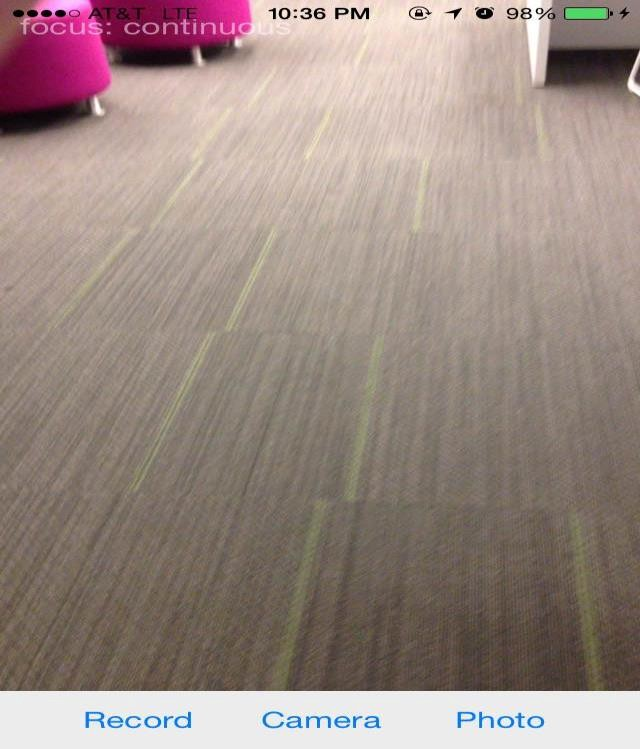 AT&T LTE 10:36 PM 98%
focus: continuous
Record Camera Photo